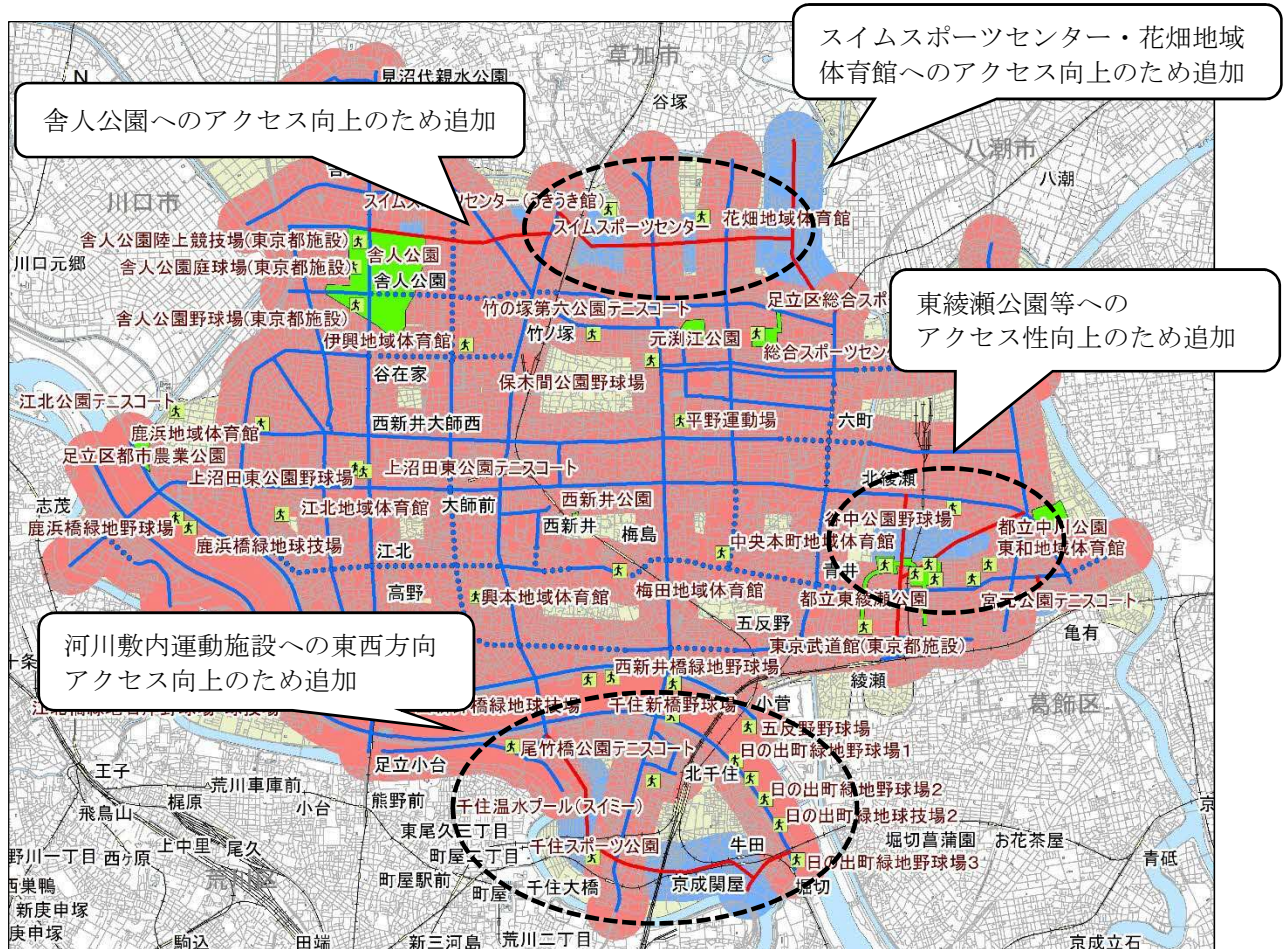 スイムスポーツセンター・花畑地域
体育館へのアクセス向上のため追加
舎人公園へのアクセス向上のため追加
東綾瀬公園等への
アクセス性向上のため追加
河川敷内運動施設への東西方向
アクセス向上のため追加
N
草加市
見沼代親水公園
谷塚
八潮市
八潮
川口市
スイムスポーツセンター
花畑地域体育館
舎人公園陸上競技場(東京都施設)
舎人公園
川口元郷
舎人公園庭球場(東京都施設)
舎人公園
舎人公園野球場(東京都施設)
竹の塚第六公園テニスコート
足立区総合スポ
竹ノ塚
元渕江公園
伊興地域体育館
総合スポーツセン
谷在家
保木間公園野球場
江北公園テニスコート
鹿浜地域体育館
西新井大師西
平野運動場
六町
足立区都市農業公園
上沼田東公園野球場
上沼田東公園テニスコート
北綾瀬
志茂
江北地域体育館
大師前
西新井公園
谷中公園野球場
鹿浜橋緑地野球場
鹿浜橋緑地球技場
西新井
梅島
中央本町地域体育館
都立中川公園
東和地域体育館
江北
青井
高野
興本地域体育館
梅田地域体育館
都立東綾瀬公園
宮元公園テニスコート
五反野
亀有
東京武道館(東京都施設)
西新井橋緑地野球場
綾瀬
十条
葛飾区
橋緑地球技場
千住新橋野球場
小菅
五反野野球場
尾竹橋公園テニスコート
日の出町緑地野球場1
足立小台
北千住
王子
荒川車庫前
日の出町緑地野球場2
飛鳥山
梶原
小台
熊野前
千住温水プール(スイミー)
日の出町緑地球技場2
上中里
尾久
東尾久三丁目
千住スポーツ公園
牛田
堀切菖蒲園
お花茶屋
野川一丁目
西ヶ原
町屋二丁目
日の出町緑地野球場3
青砥
西巣鴨
荒川区
町屋駅前
町屋
千住大橋
京成関屋
堀切
新庚申塚
庚申塚
駒込
田端
新三河島
荒川二丁目
京成立石